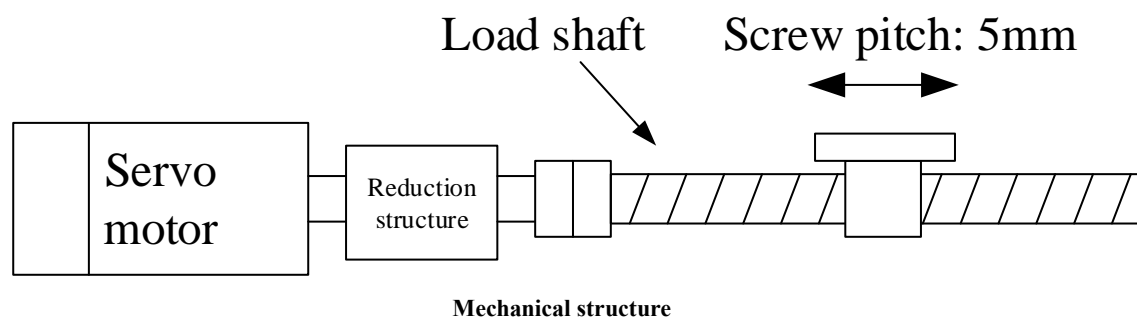 Load shaft
Screw pitch: 5mm
Servo
motor
Reduction
structure
Mechanical structure